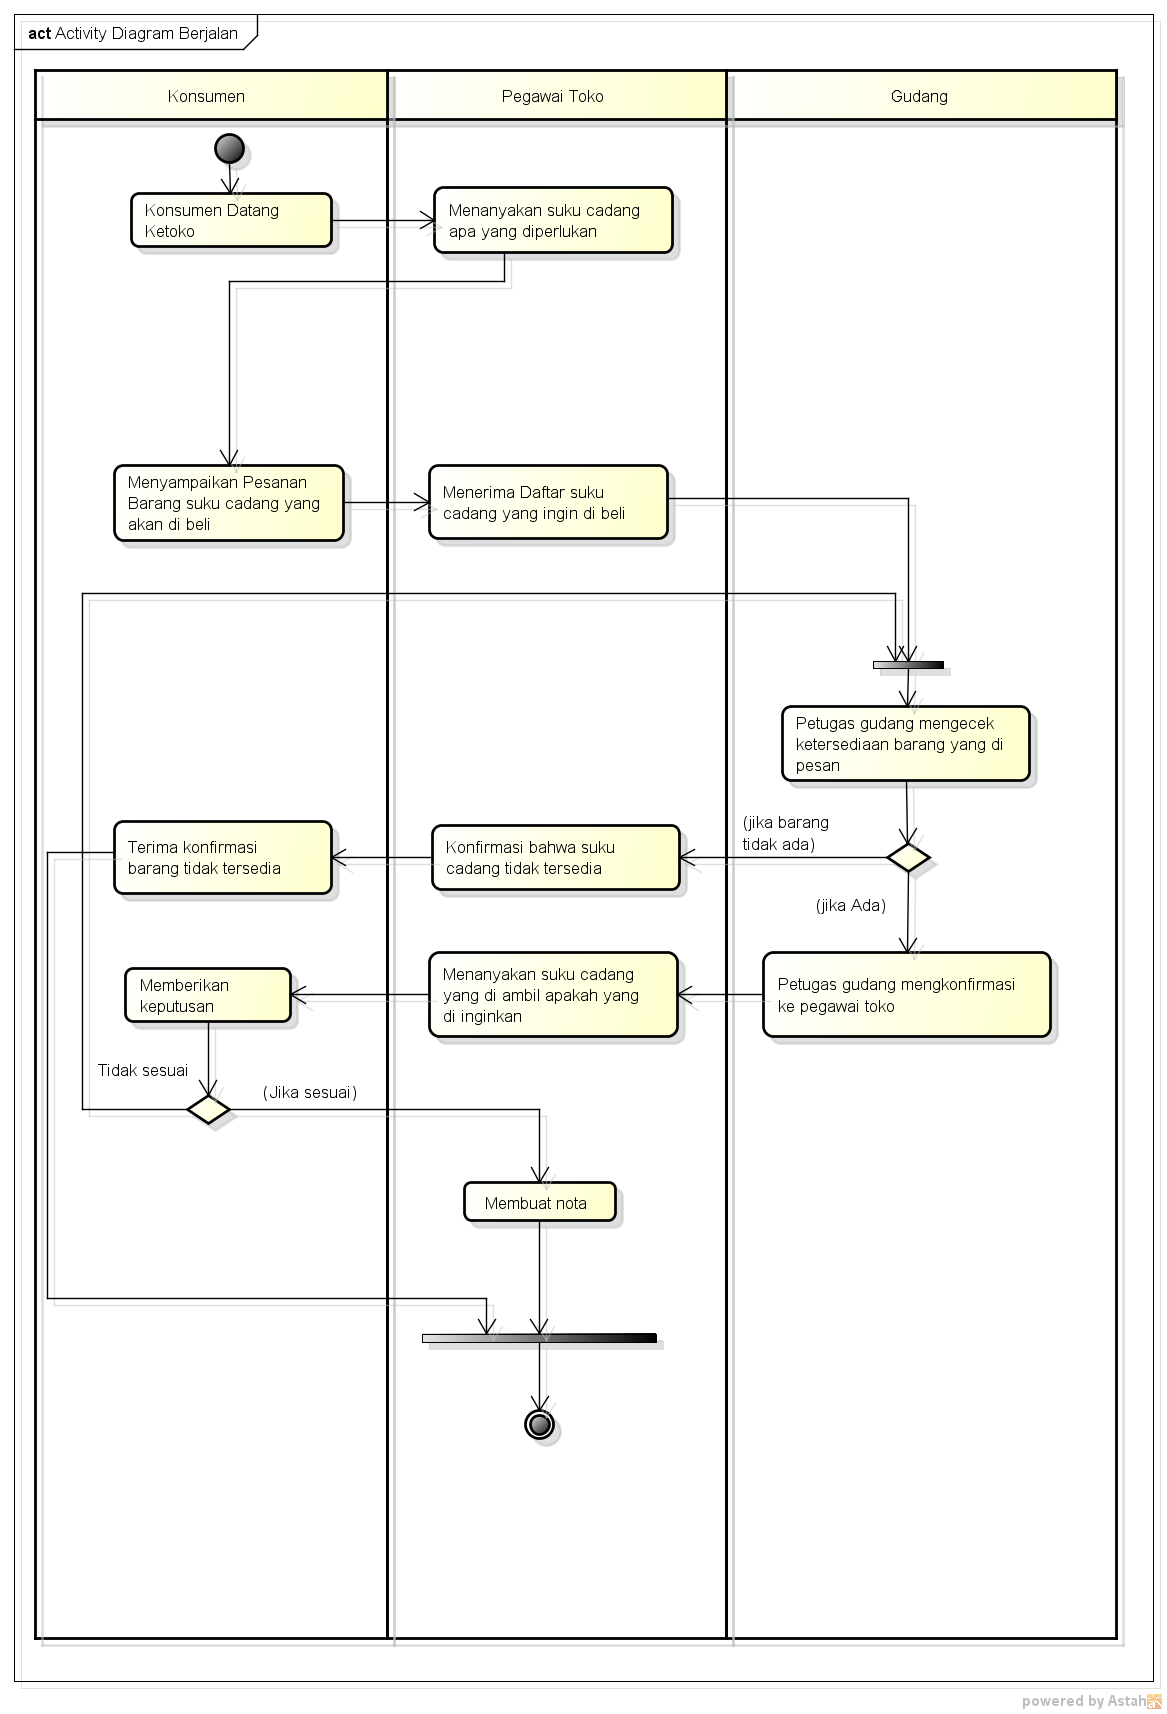 act Activity Diagram Berjalan
Konsumen
Pegawai Toko
Gudang
Konsumen Datang
Ketoko
Menanyakan suku cadang
apa yang diperlukan
Menyampaikan Pesanan
Barang suku cadang yang
akan di beli
Menerima Daftar suku
cadang yang ingin di beli
Petugas gudang mengecek
ketersediaan barang yang di
pesan
(jika barang
tidak ada)
Konfirmasi bahwa suku
cadang tidak tersedia
Terima konfirmasi
barang tidak tersedia
(jika Ada)
Petugas gudang mengkonfirmasi
ke pegawai toko
Menanyakan suku cadang
yang di ambil apakah yang
di inginkan
Memberikan
keputusan
Tidak sesuai
(Jika sesuai)
Membuat nota
powered by Astah